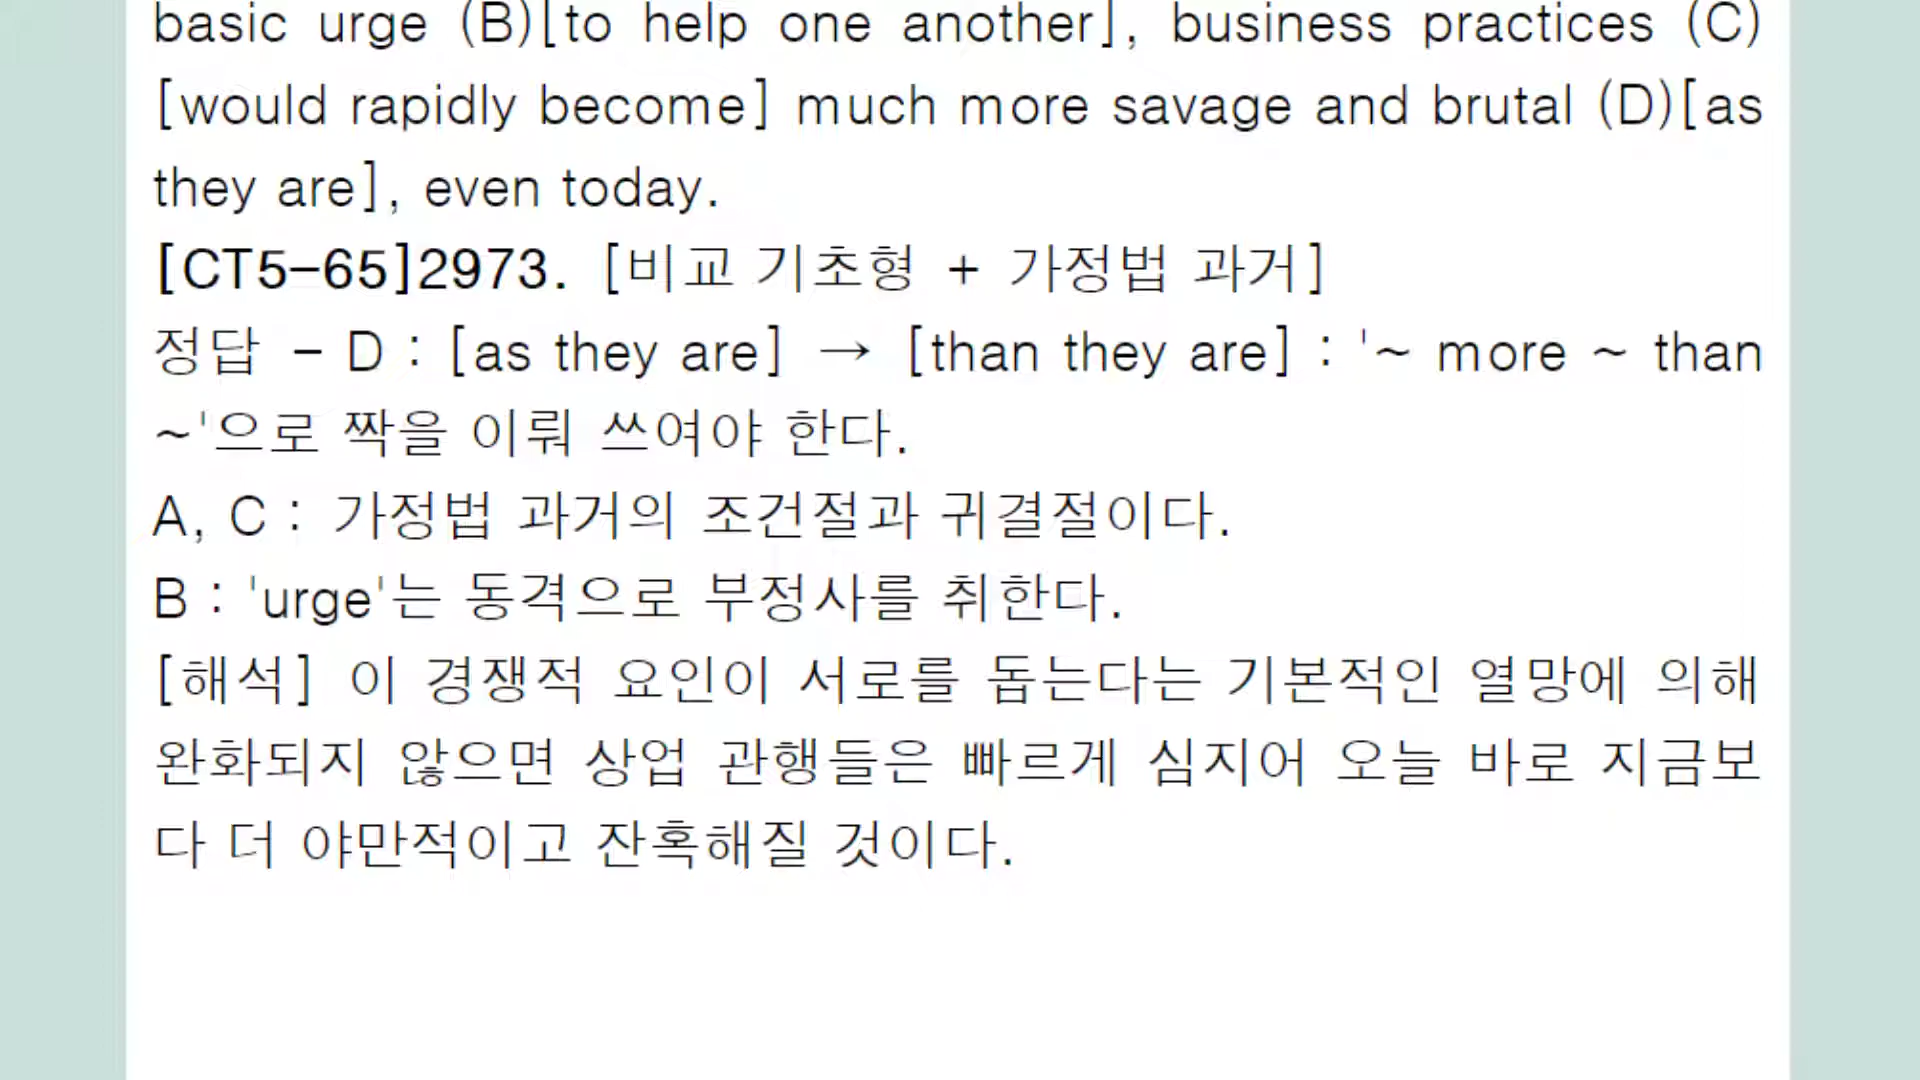 basic urge (B)[to help one another], business practices (C)
[would rapidly become] much more savage and brutal (D)[as
they are], even today.
[CT5-65]2973. [비교 기초형 + 가정법 과거]
정답 - D : [as they are] → [than they are] : '~ more ~ than
~'으로 짝을 이뤄 쓰여야 한다.
A, C : 가정법 과거의 조건절과 귀결절이다.
B : 'urge'는 동격으로 부정사를 취한다.
[해석] 이 경쟁적 요인이 서로를 돕는다는 기본적인 열망에 의해
완화되지 않으면 상업 관행들은 빠르게 심지어 오늘 바로 지금보
다 더 야만적이고 잔혹해질 것이다.